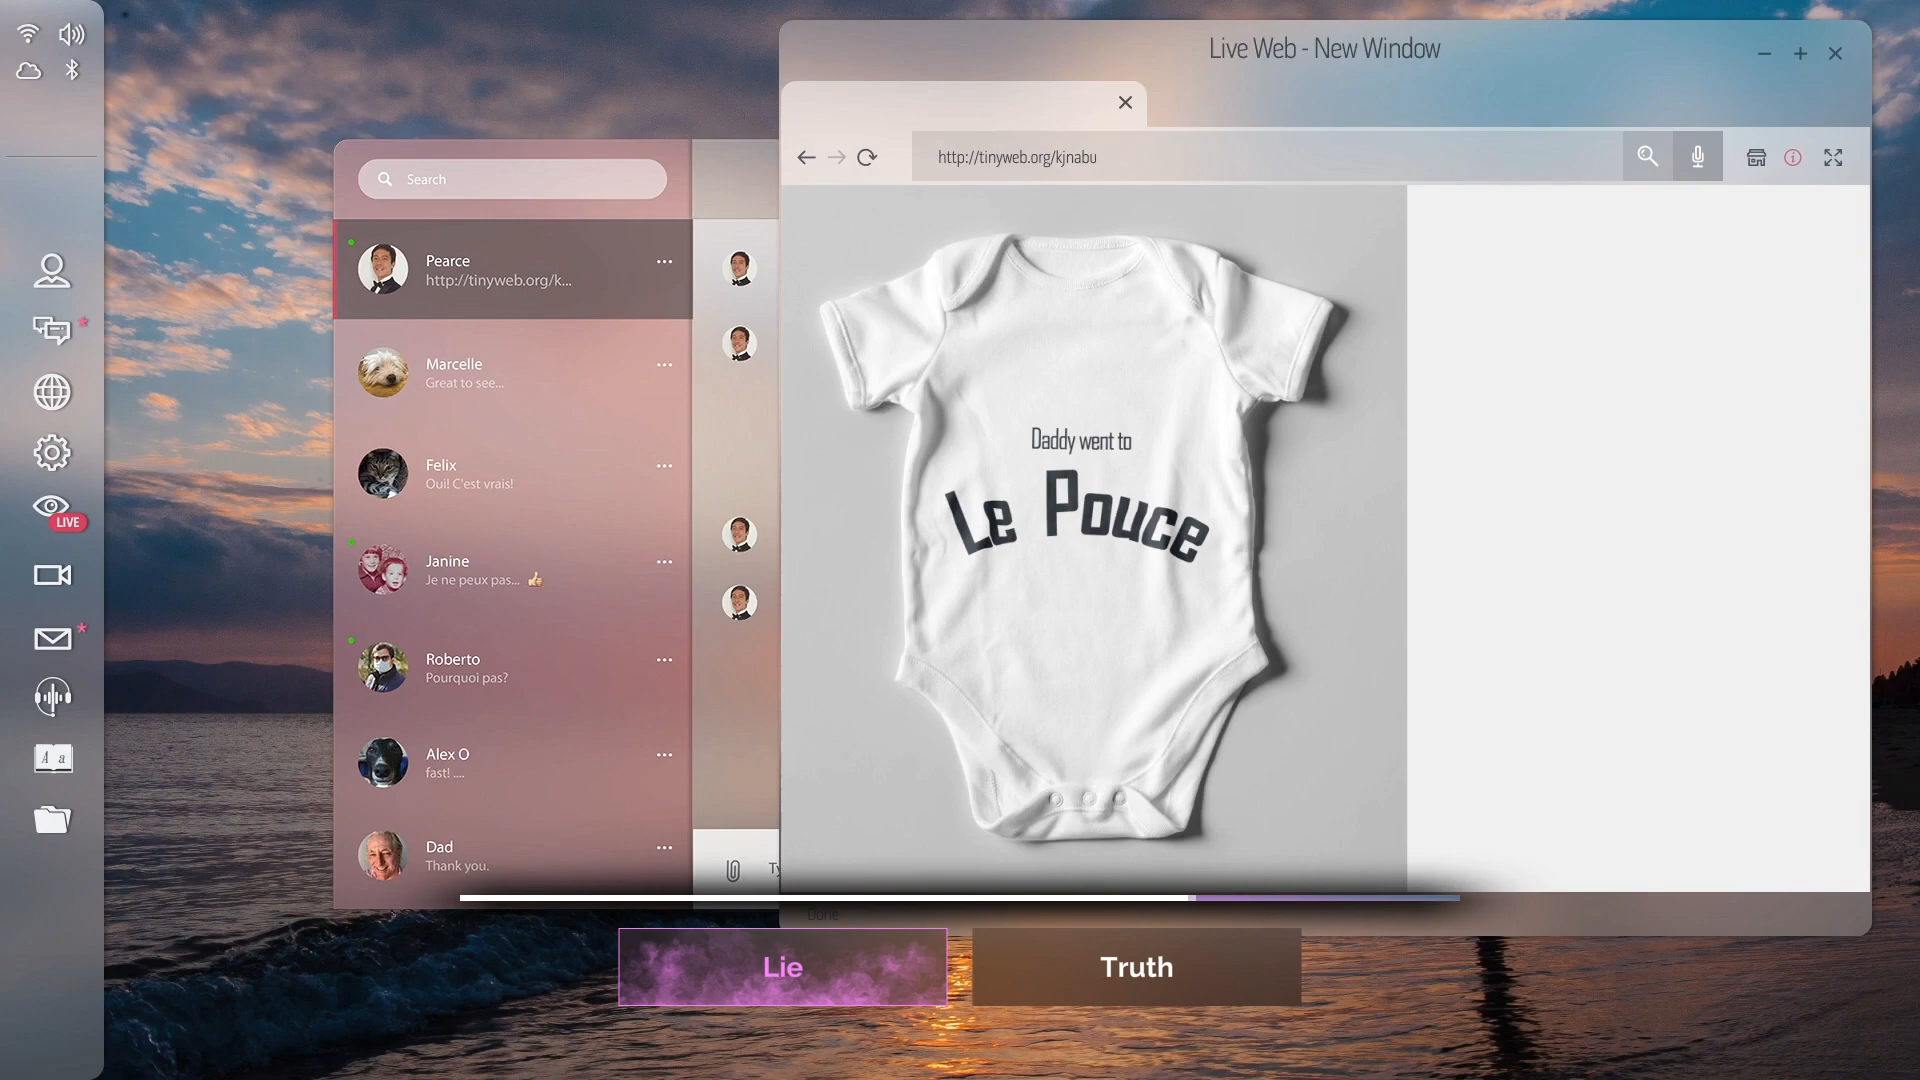 LIVE
A a
Search
Pearce
http://tinyweb.org/k...
Marcelle
Great to see...
Felix
Oui! C'est vrai!
Janine
Je ne peux pas...
Roberto
Pourquoi pas?
Alex O
fast! ....
Dad
Thank you.
Ty
Live Web - New Window
http://tinyweb.org/kjnabu
Daddy went to
Le Pouce
Done
Lie
Truth